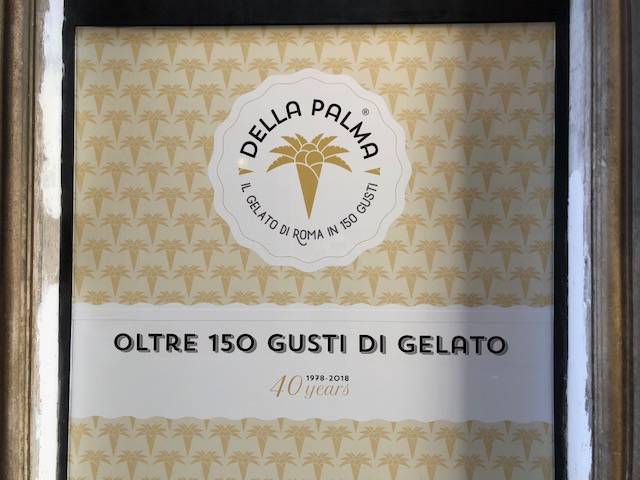 DELLA PALMA®
IL GELATO DI ROMA IN 150 GUSTI
OLTRE 150 GUSTI DI GELATO
1978-2018
40 years